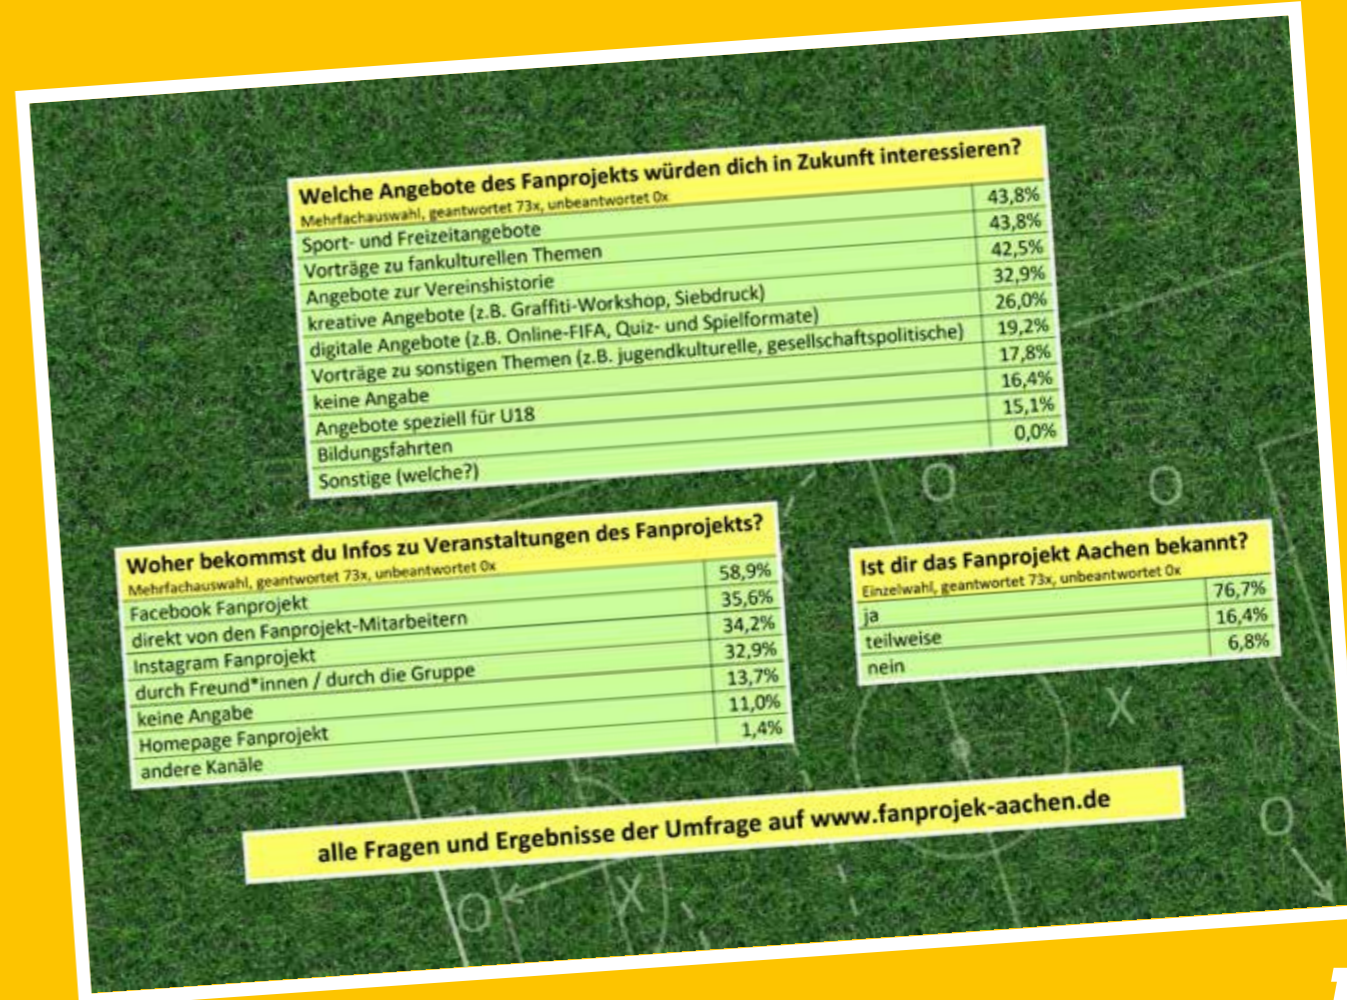 Welche Angebote des Fanprojekts würden dich in Zukunft interessieren?
Mehrfachauswahl, geantwortet 73x, unbeantwortet 0x
Sport- und Freizeitangebote 43,8%
Vorträge zu fankulturellen Themen 43,8%
Angebote zur Vereinshistorie 42,5%
kreative Angebote (z.B. Graffiti-Workshop, Siebdruck) 32,9%
digitale Angebote (z.B. Online-FIFA, Quiz- und Spielformate) 26,0%
Vorträge zu sonstigen Themen (z.B. jugendkulturelle, gesellschaftspolitische) 19,2%
keine Angabe 17,8%
Angebote speziell für U18 16,4%
Bildungsfahrten 15,1%
Sonstige (welche?) 0,0%
Woher bekommst du Infos zu Veranstaltungen des Fanprojekts?
Mehrfachauswahl, geantwortet 73x, unbeantwortet 0x
Facebook Fanprojekt 58,9%
direkt von den Fanprojekt-Mitarbeitern 35,6%
Instagram Fanprojekt 34,2%
durch Freund*innen / durch die Gruppe 32,9%
keine Angabe 13,7%
Homepage Fanprojekt 11,0%
andere Kanäle 1,4%
Ist dir das Fanprojekt Aachen bekannt?
Einzelwahl, geantwortet 73x, unbeantwortet 0x
ja 76,7%
teilweise 16,4%
nein 6,8%
alle Fragen und Ergebnisse der Umfrage auf www.fanprojek-aachen.de